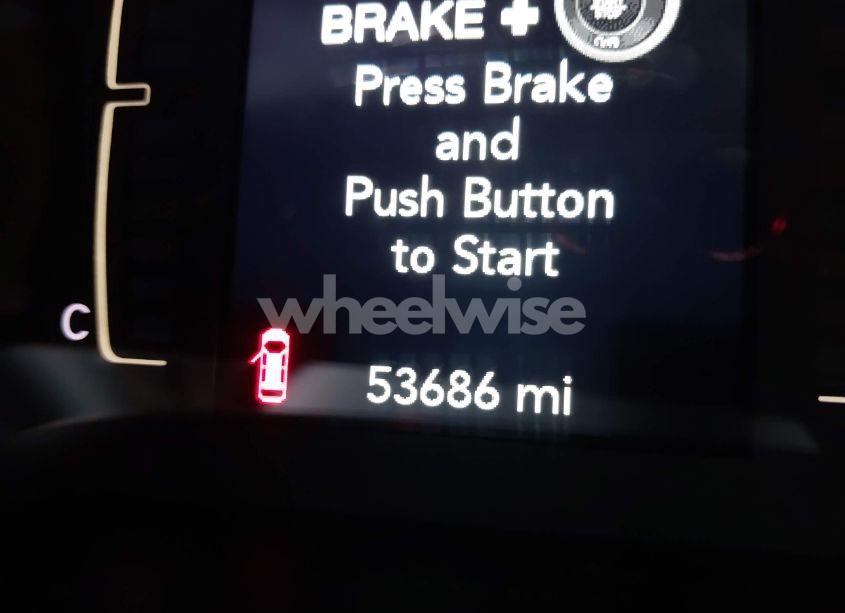 BRAKE +
Press Brake
and
Push Button
to Start
wheelwise
C
53686 mi